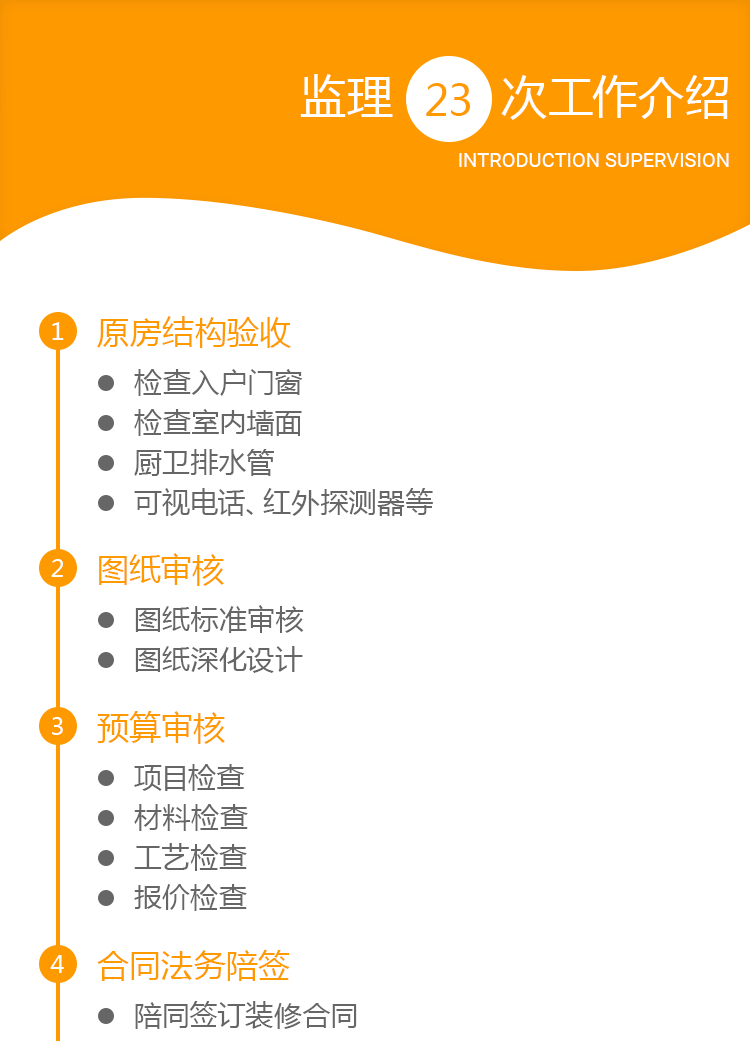 监理 23 次工作介绍
INTRODUCTION SUPERVISION
1 原房结构验收
检查入户门窗
检查室内墙面
厨卫排水管
可视电话、红外探测器等
2 图纸审核
图纸标准审核
图纸深化设计
3 预算审核
项目检查
材料检查
工艺检查
报价检查
4 合同法务陪签
陪同签订装修合同